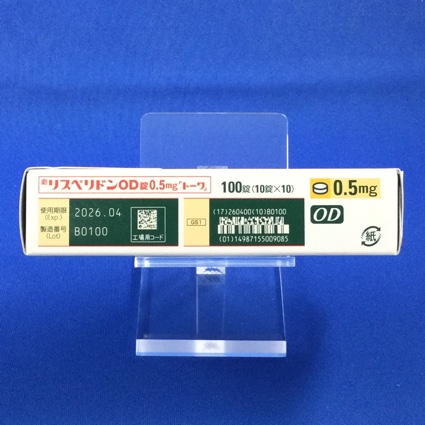 劇 リスペリドンOD錠0.5mg「トーワ」 100錠(10錠×10) 0.5mg
使用期限 (Exp.) 2026.04
製造番号 (Lot) B0100
工場用コード
GS1
(17)260400(10)B0100
(01)14987155009085
OD
紙